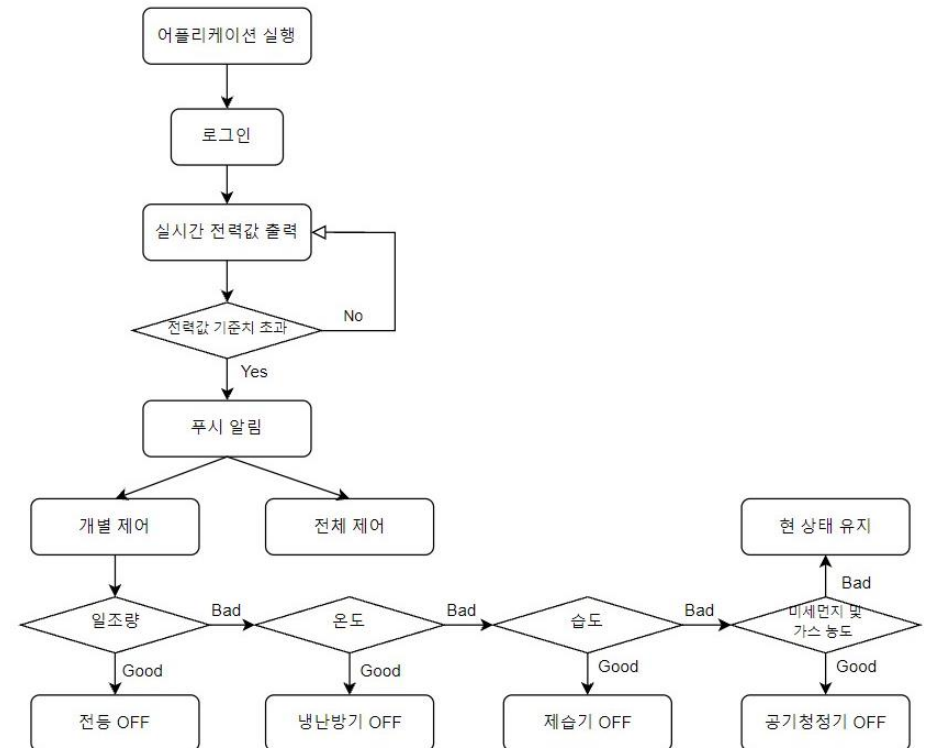 어플리케이션 실행
로그인
실시간 전력값 출력
전력값 기준치 초과
No
Yes
푸시 알림
개별 제어
전체 제어
현 상태 유지
Bad
일조량
Bad
온도
Bad
습도
Bad
미세먼지 및
가스 농도
Good
Good
Good
Good
전등 OFF
냉난방기 OFF
제습기 OFF
공기청정기 OFF